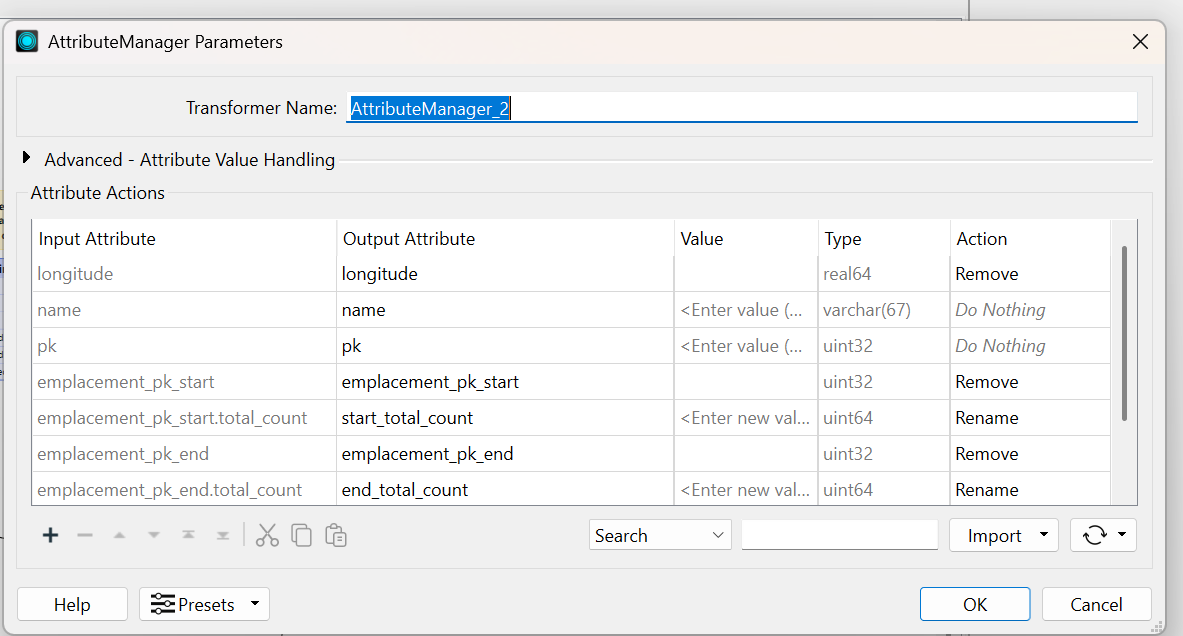 AttributeManager Parameters
Transformer Name: AttributeManager_2
Advanced - Attribute Value Handling
Attribute Actions
Input Attribute Output Attribute Value Type Action
longitude longitude real64 Remove
name name <Enter value (... varchar(67) Do Nothing
pk pk <Enter value (... uint32 Do Nothing
emplacement_pk_start emplacement_pk_start uint32 Remove
emplacement_pk_start.total_count start_total_count <Enter new val... uint64 Rename
emplacement_pk_end emplacement_pk_end uint32 Remove
emplacement_pk_end.total_count end_total_count <Enter new val... uint64 Rename
Search Import
Help Presets OK Cancel